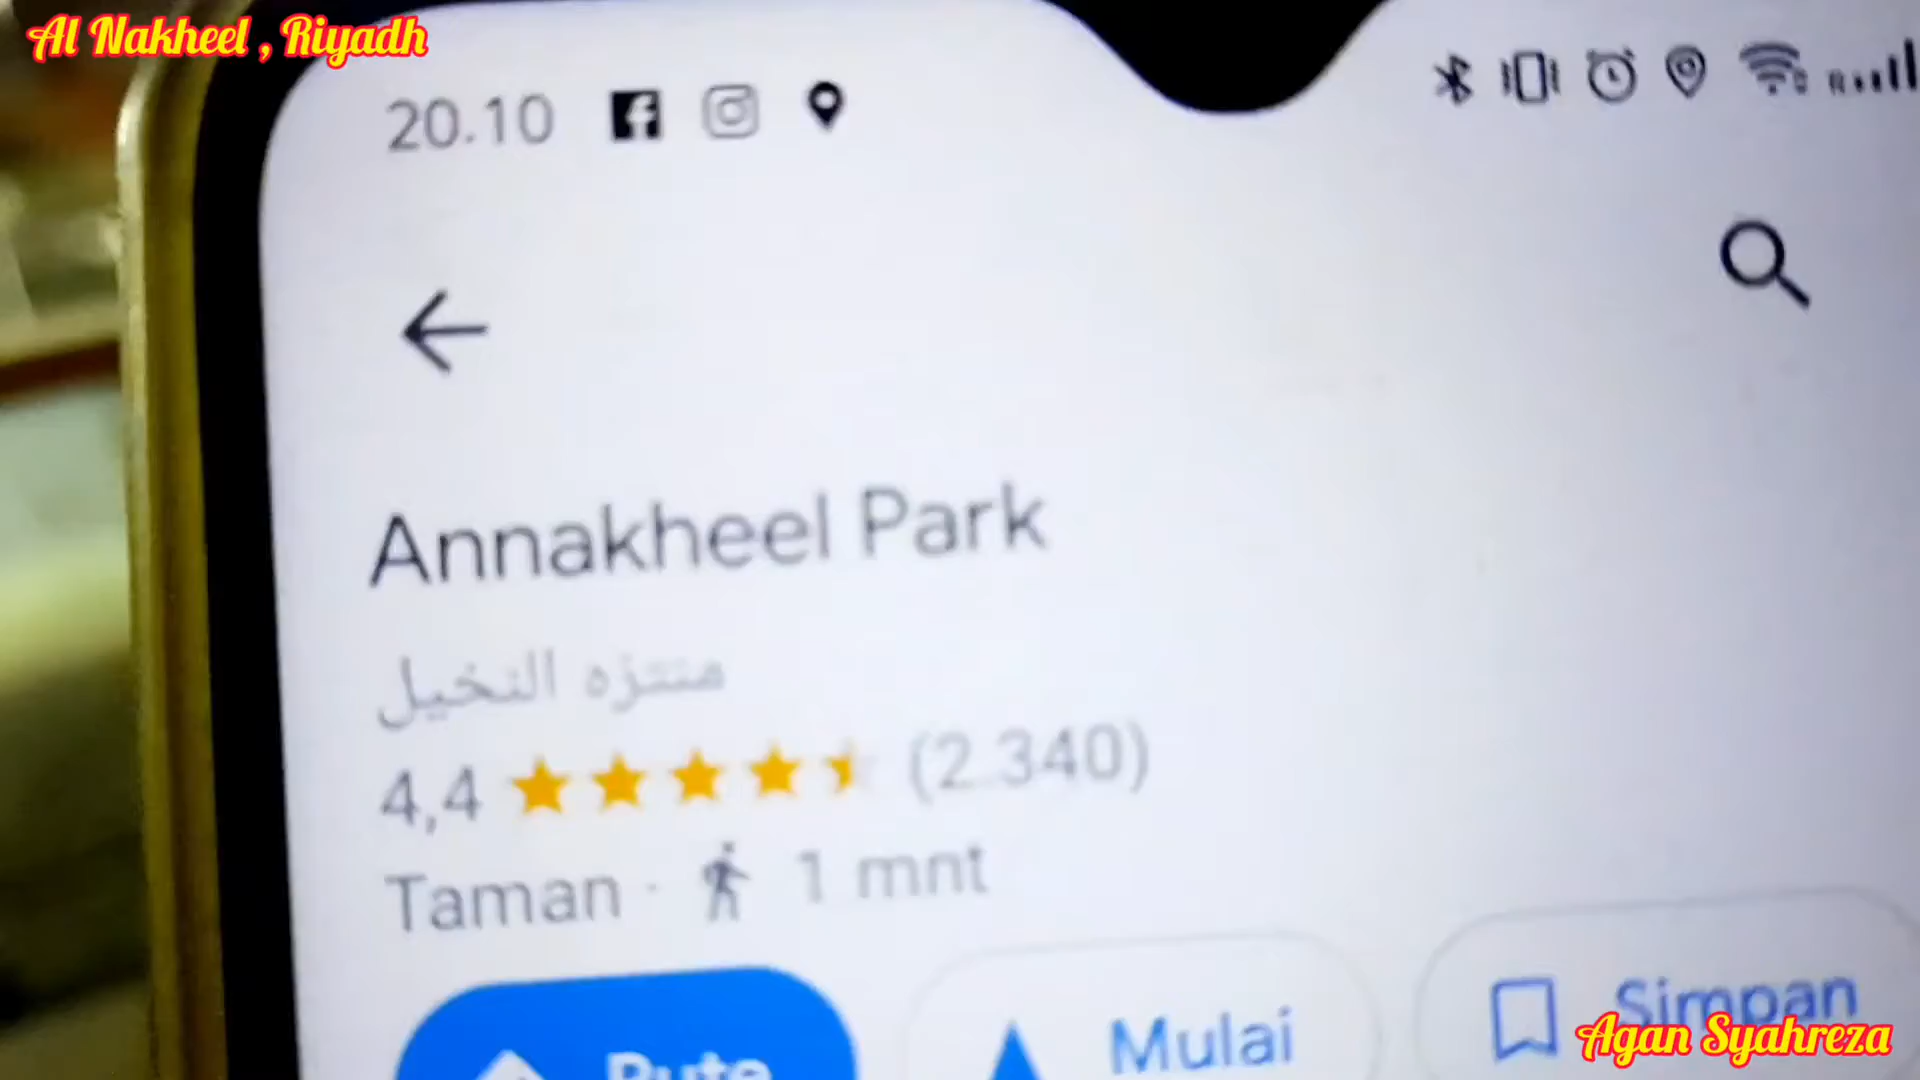 Al Nakheel , Riyadh
20.10
Annakheel Park
منتزه النخيل
4,4 (2.340)
Taman · 1 mnt
Rute
Mulai
Simpan
Agan Syahreza